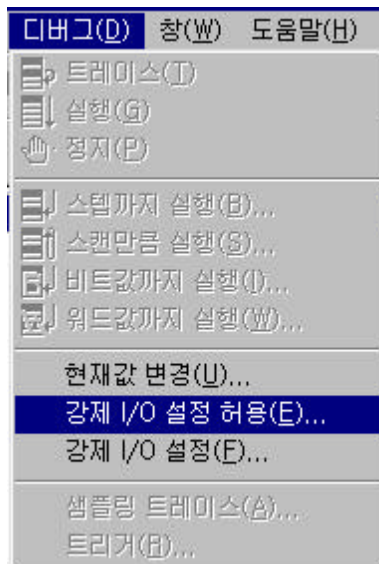 디버그(D) 창(W) 도움말(H)
트레이스(T)
실행(G)
정지(P)
스텝까지 실행(B)...
스캔만큼 실행(S)...
비트값까지 실행(I)...
워드값까지 실행(W)...
현재값 변경(U)...
강제 I/O 설정 허용(E)...
강제 I/O 설정(F)...
샘플링 트레이스(A)...
트리거(R)...